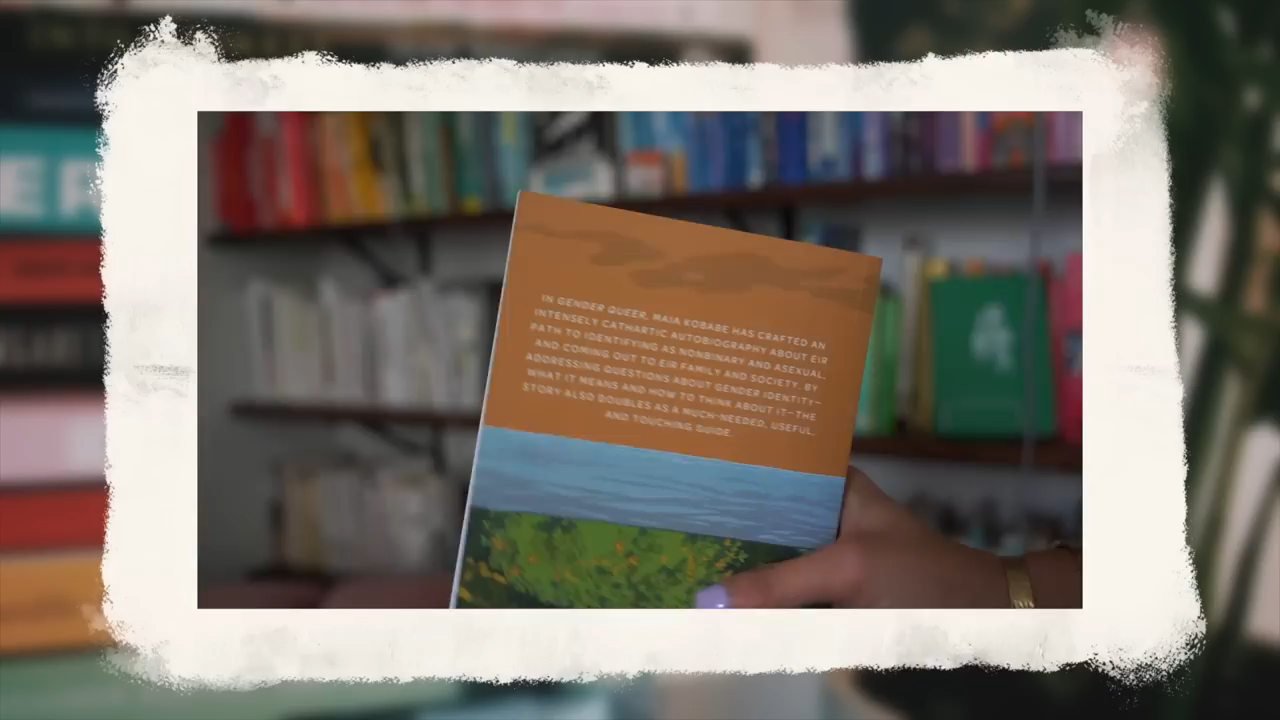 IN GENDER QUEER, MAIA KOBABE HAS CRAFTED AN
INTENSELY CATHARTIC AUTOBIOGRAPHY ABOUT EIR
PATH TO IDENTIFYING AS NONBINARY AND ASEXUAL,
AND COMING OUT TO EIR FAMILY AND SOCIETY. BY
ADDRESSING QUESTIONS ABOUT GENDER IDENTITY—
WHAT IT MEANS AND HOW TO THINK ABOUT IT—THE
STORY ALSO DOUBLES AS A MUCH-NEEDED, USEFUL,
AND TOUCHING GUIDE.